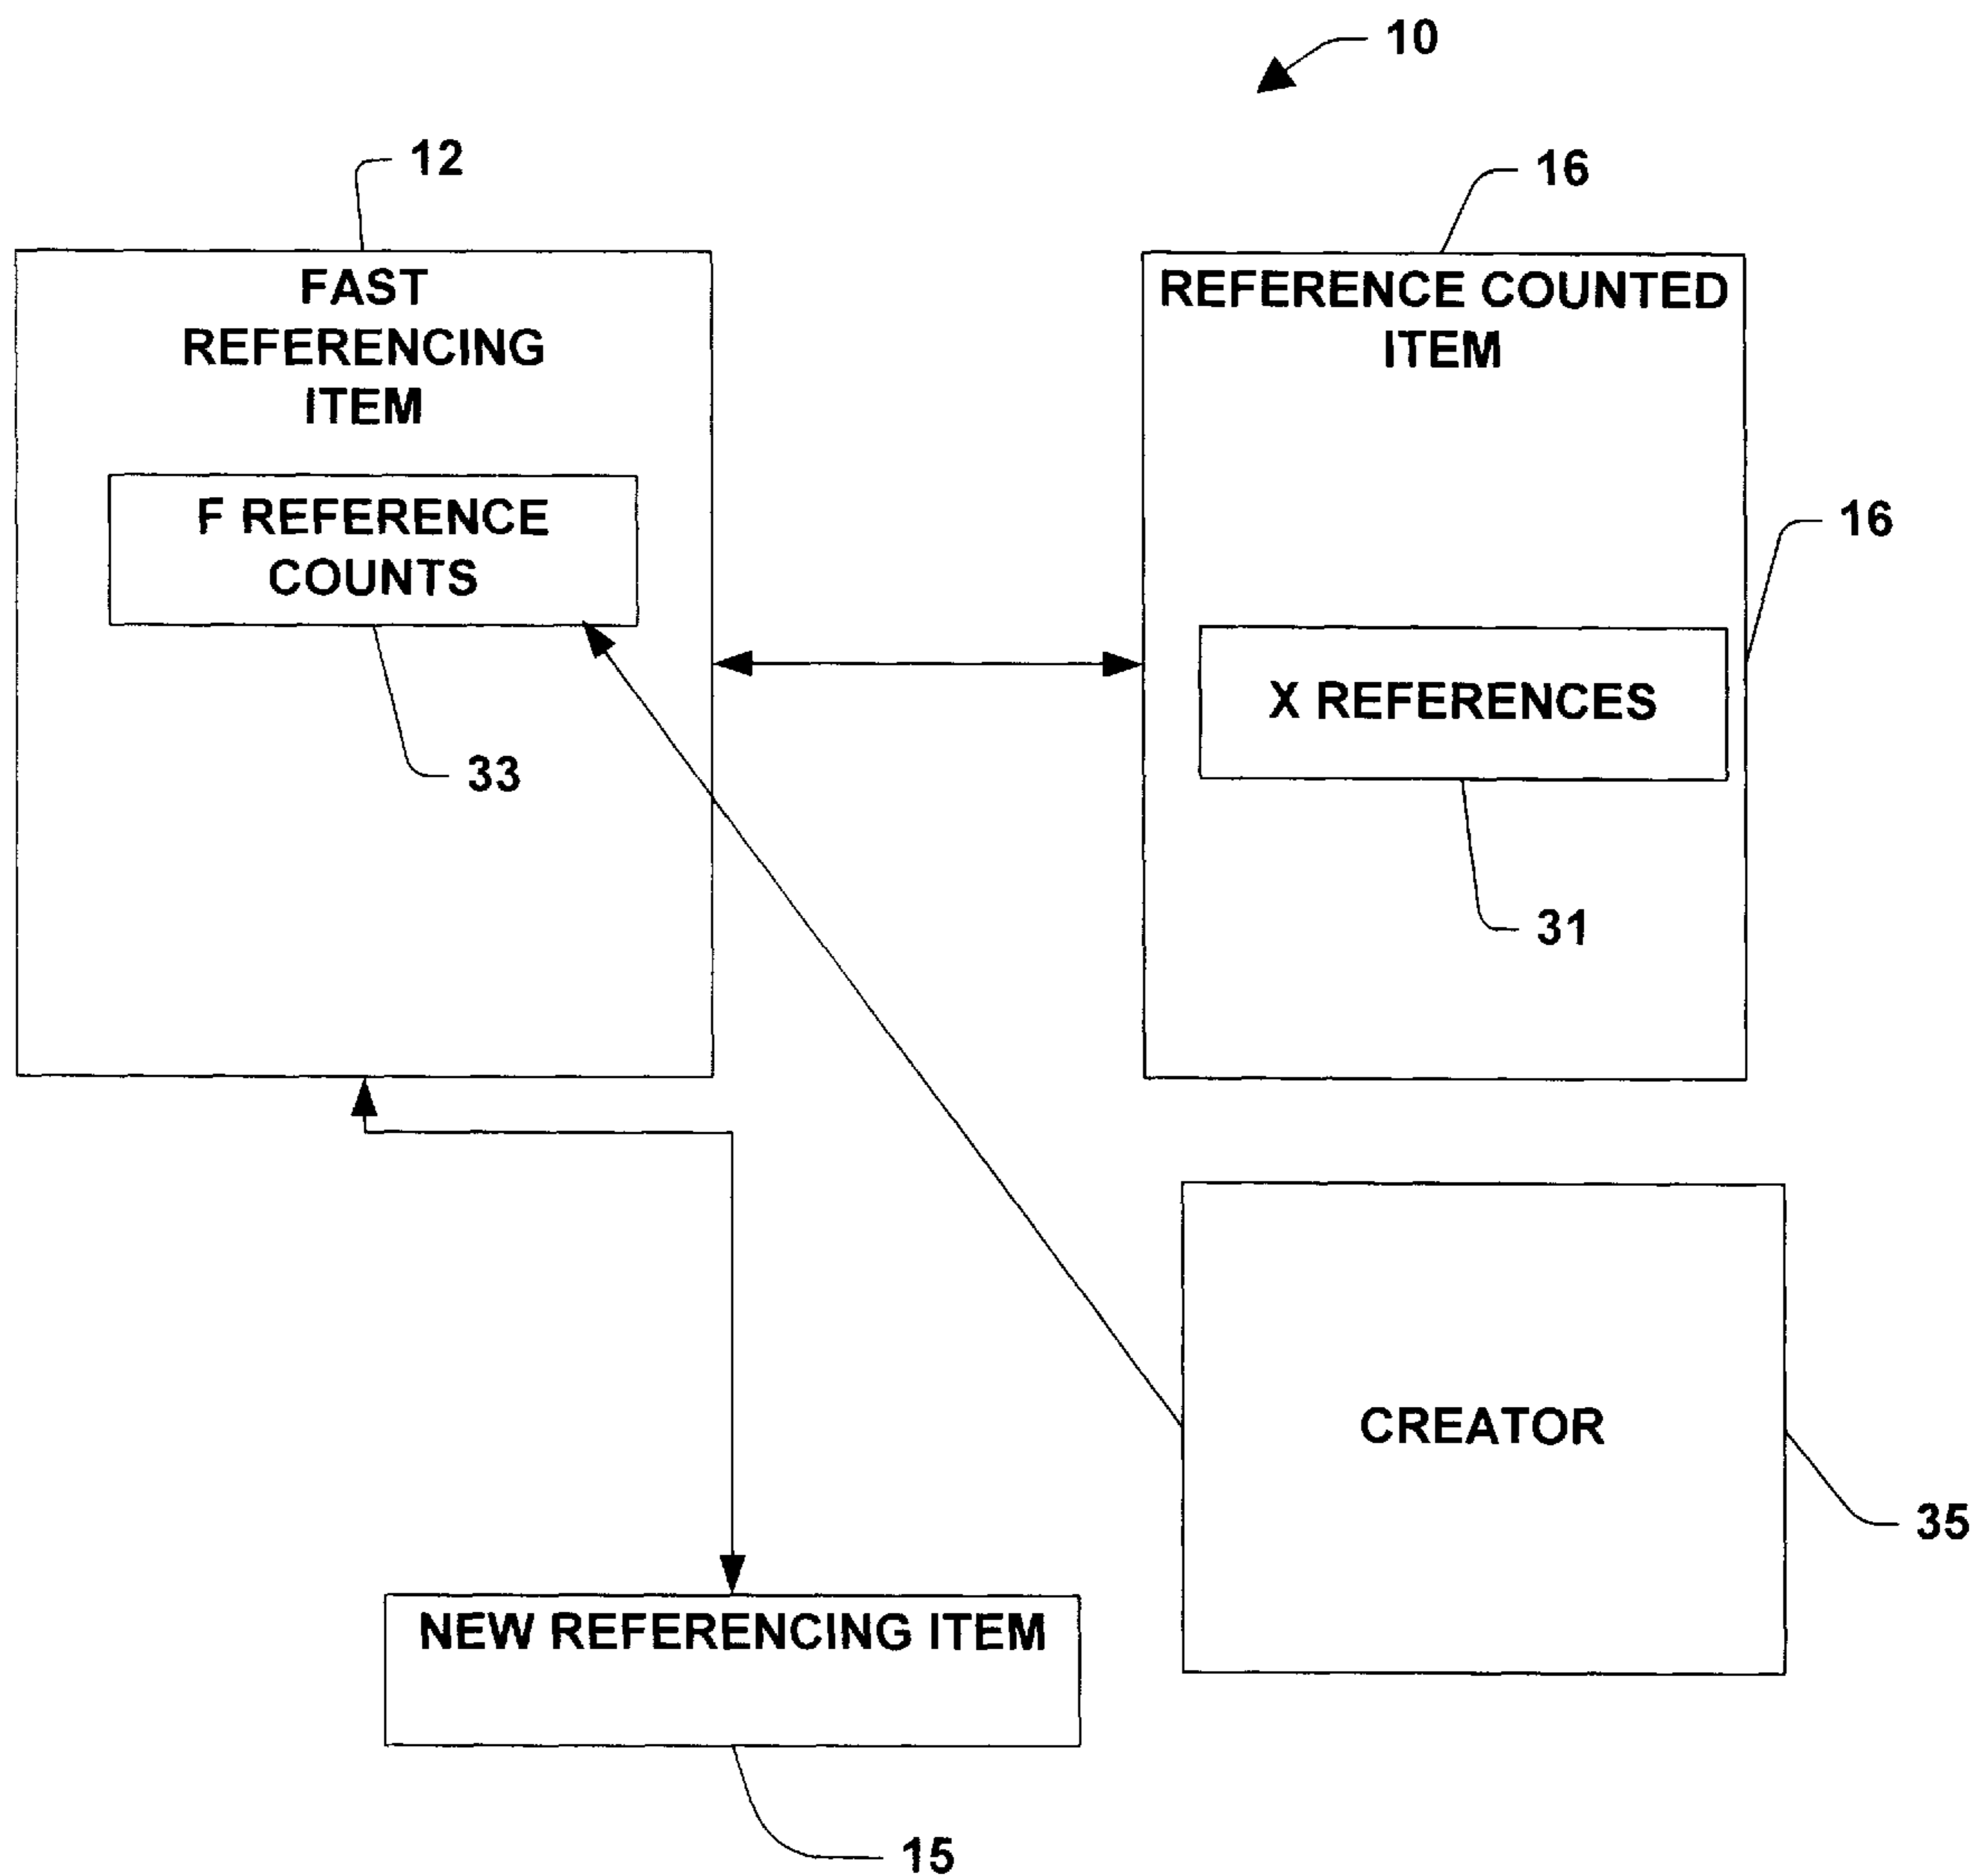 10
12
16
FAST
REFERENCING
ITEM
REFERENCE COUNTED
ITEM
F REFERENCE
COUNTS
16
X REFERENCES
33
31
CREATOR
35
NEW REFERENCING ITEM
15